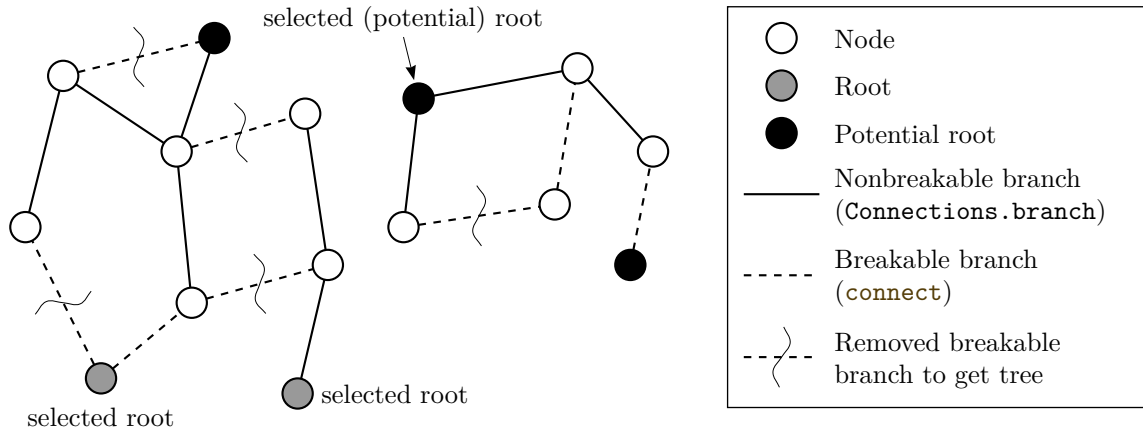 selected (potential) root
selected root
selected root
Node
Root
Potential root
Nonbreakable branch
(Connections.branch)
Breakable branch
(connect)
Removed breakable
branch to get tree